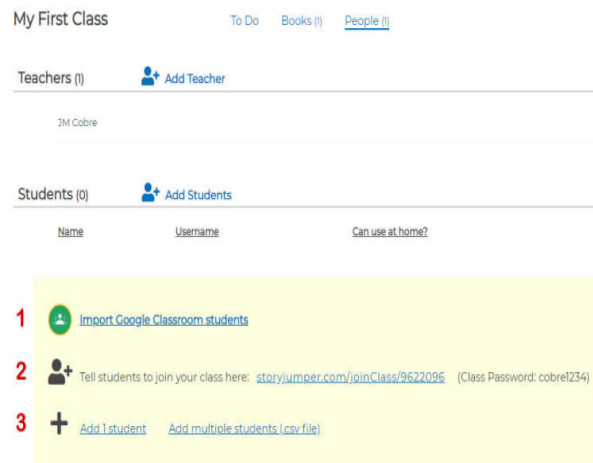 My First Class To Do Books (1) People (1)
Teachers (1) Add Teacher
JM Cobre
Students (0) Add Students
Name Username Can use at home?
1 Import Google Classroom students
2 Tell students to join your class here: storyjumper.com/joinClass/9622096 (Class Password: cobre1234)
3 Add 1 student Add multiple students (.csv file)